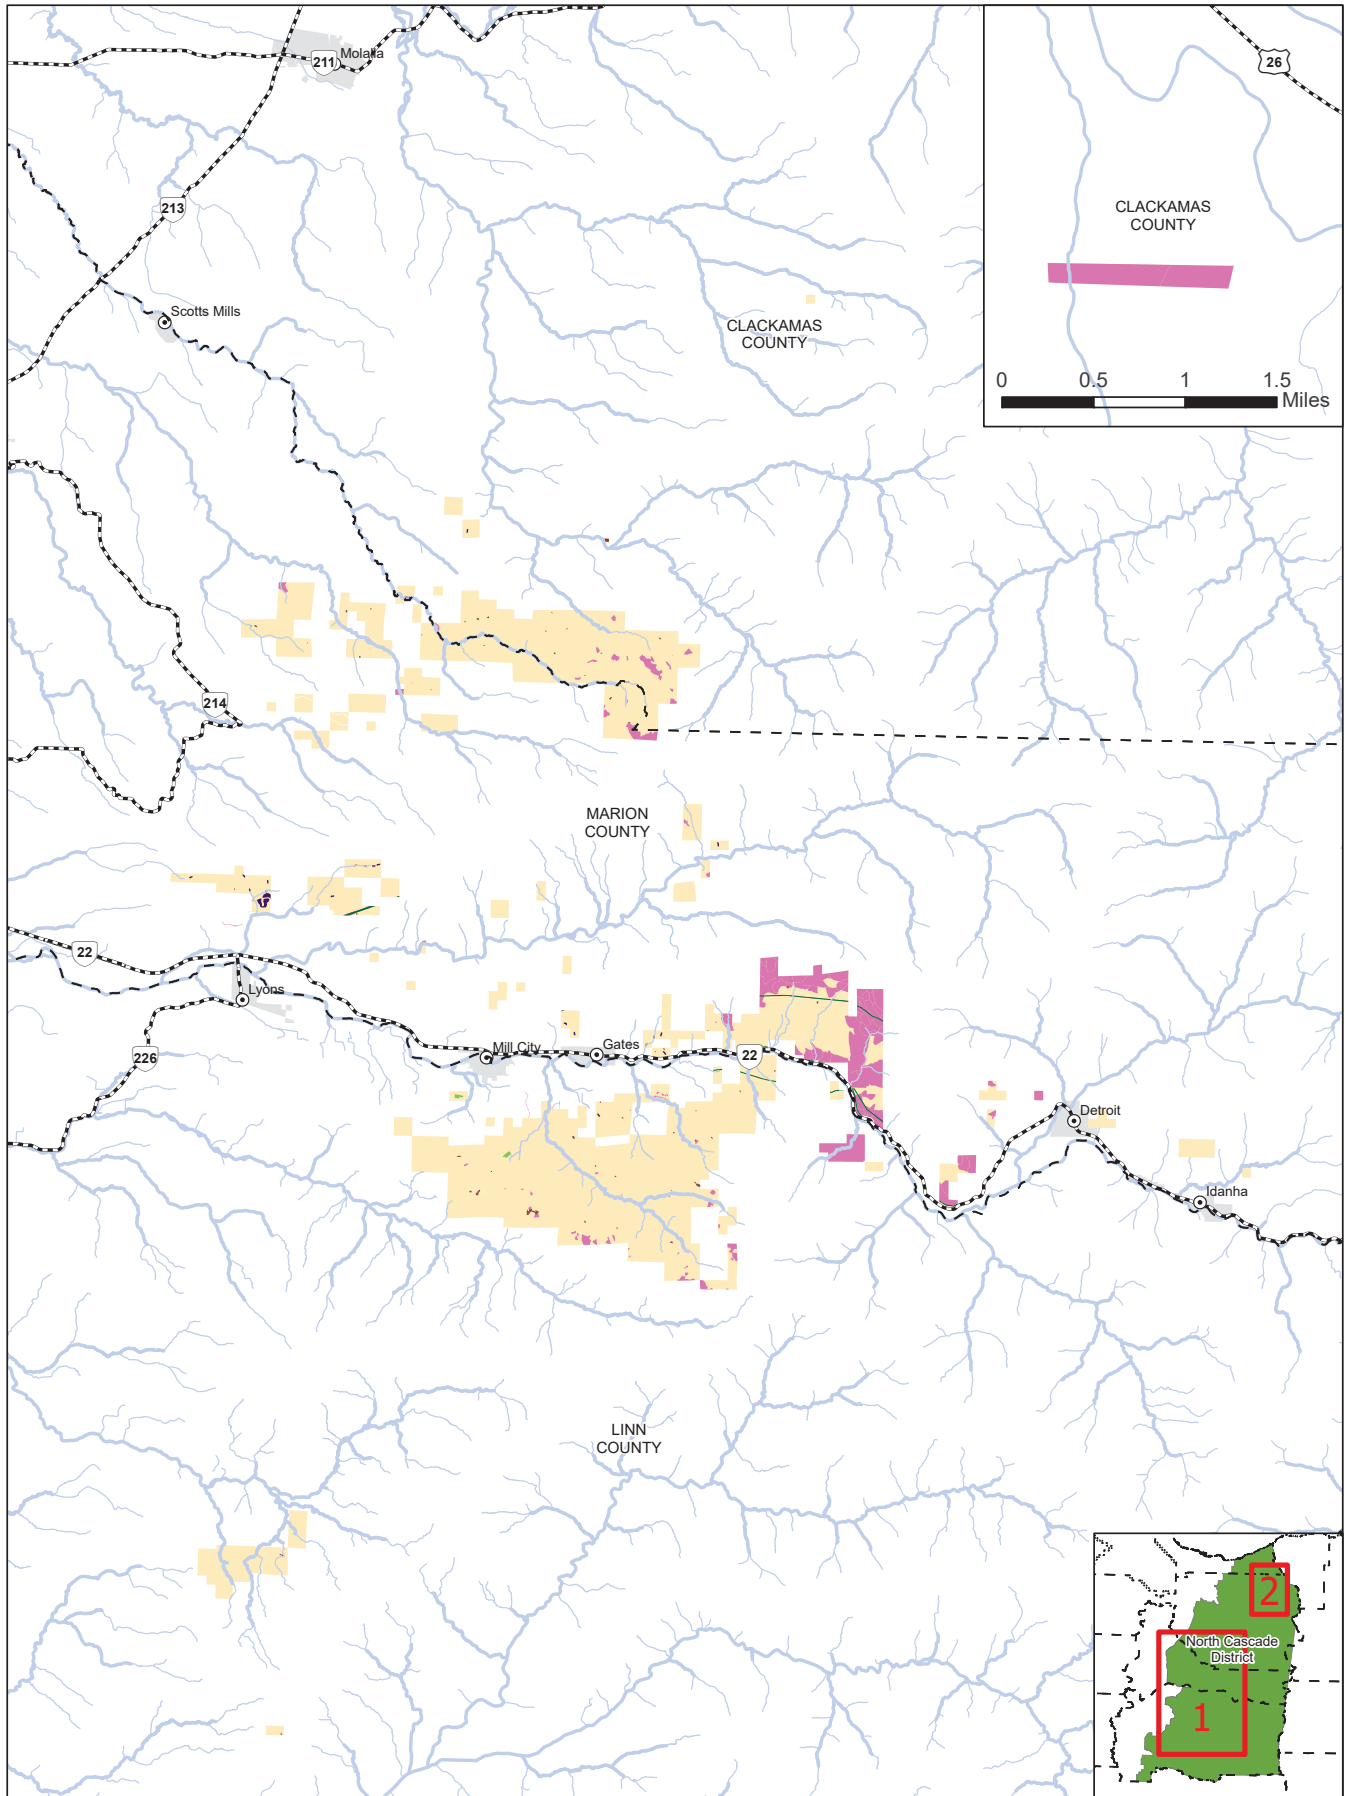 211
Molalla
26
213
CLACKAMAS
COUNTY
Scotts Mills
CLACKAMAS
COUNTY
0 0.5 1 1.5
Miles
214
MARION
COUNTY
22
Lyons
226
Mill City
Gates
22
Detroit
Idanha
LINN
COUNTY
2
North Cascade
District
1